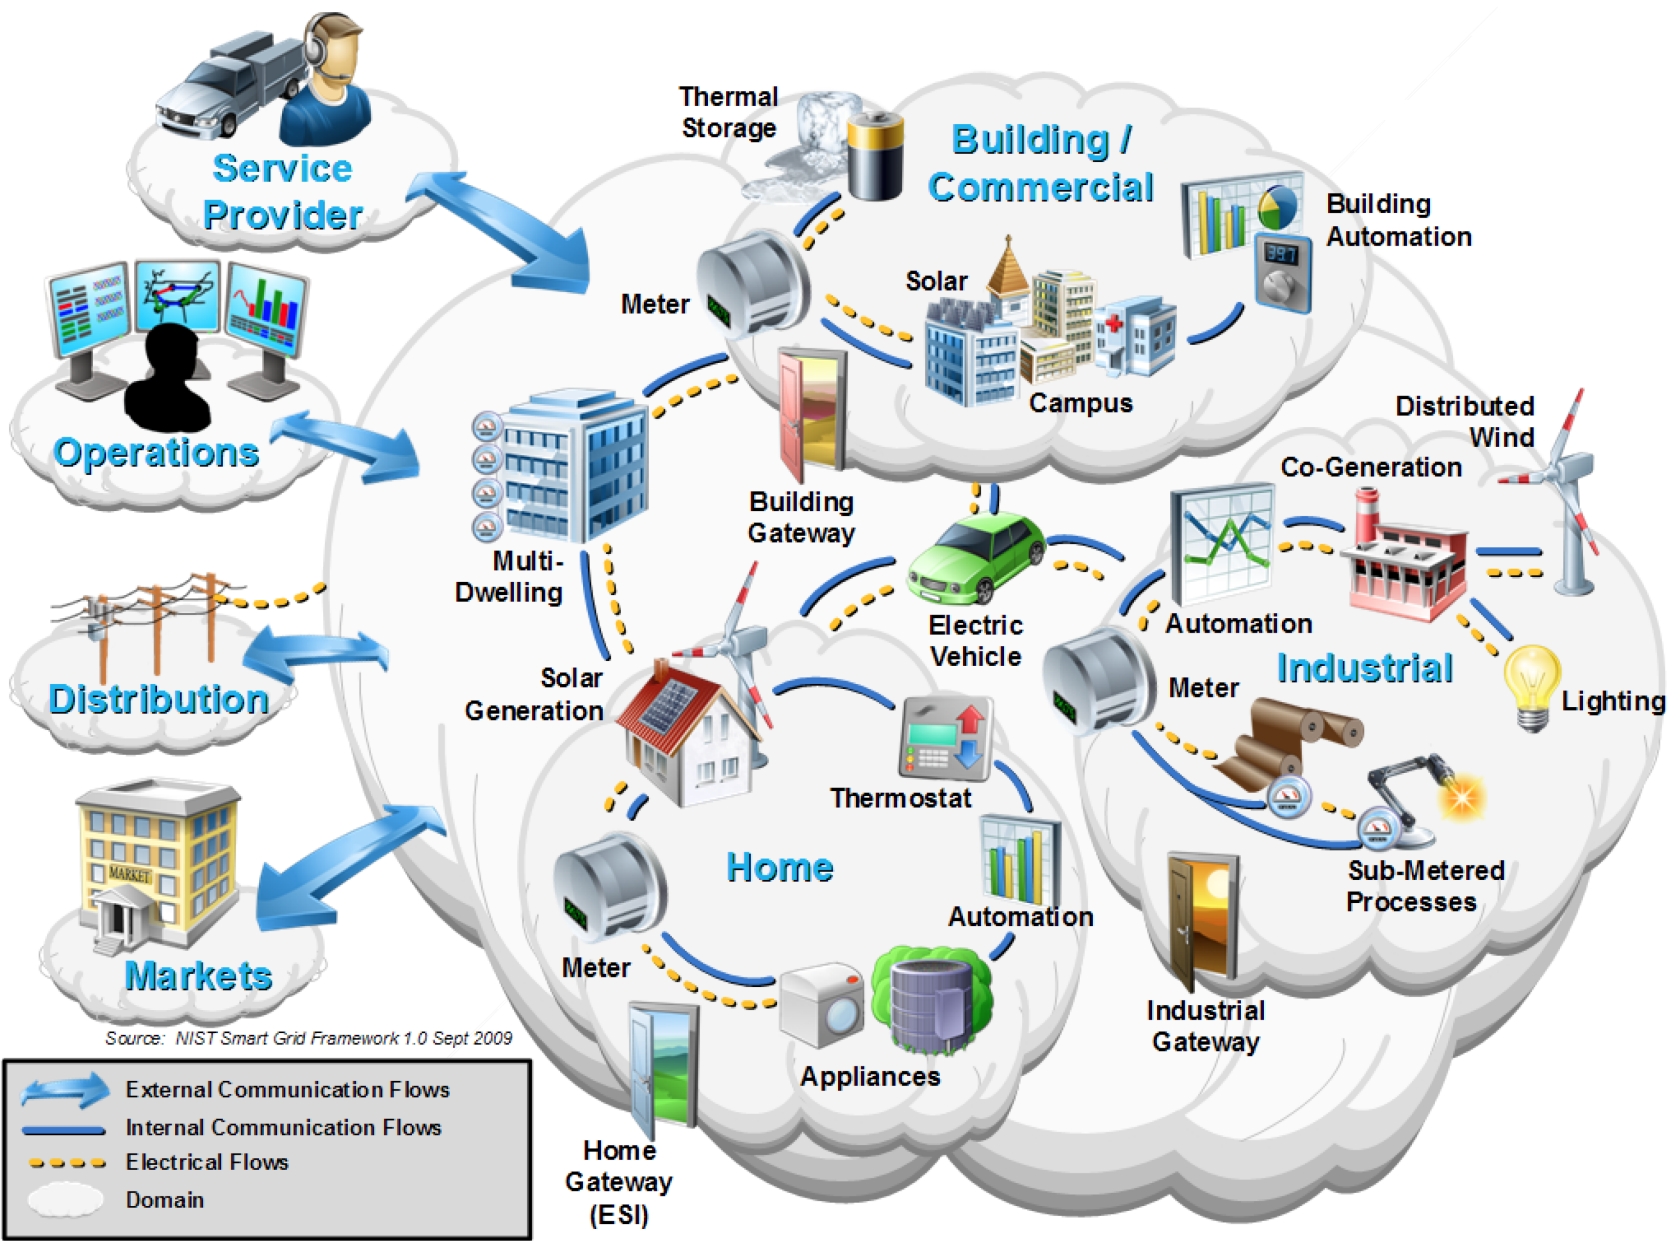 Service
Provider
Operations
Distribution
MARKET
Markets
Source:  NIST Smart Grid Framework 1.0 Sept 2009
External Communication Flows
Internal Communication Flows
Electrical Flows
Domain
Thermal
Storage
Building /
Commercial
Building
Automation
Meter
Solar
Campus
Building
Gateway
Multi-
Dwelling
Electric
Vehicle
Distributed
Wind
Co-Generation
Automation
Industrial
Meter
Lighting
Sub-Metered
Processes
Industrial
Gateway
Solar
Generation
Thermostat
Home
Automation
Meter
Appliances
Home
Gateway
(ESI)